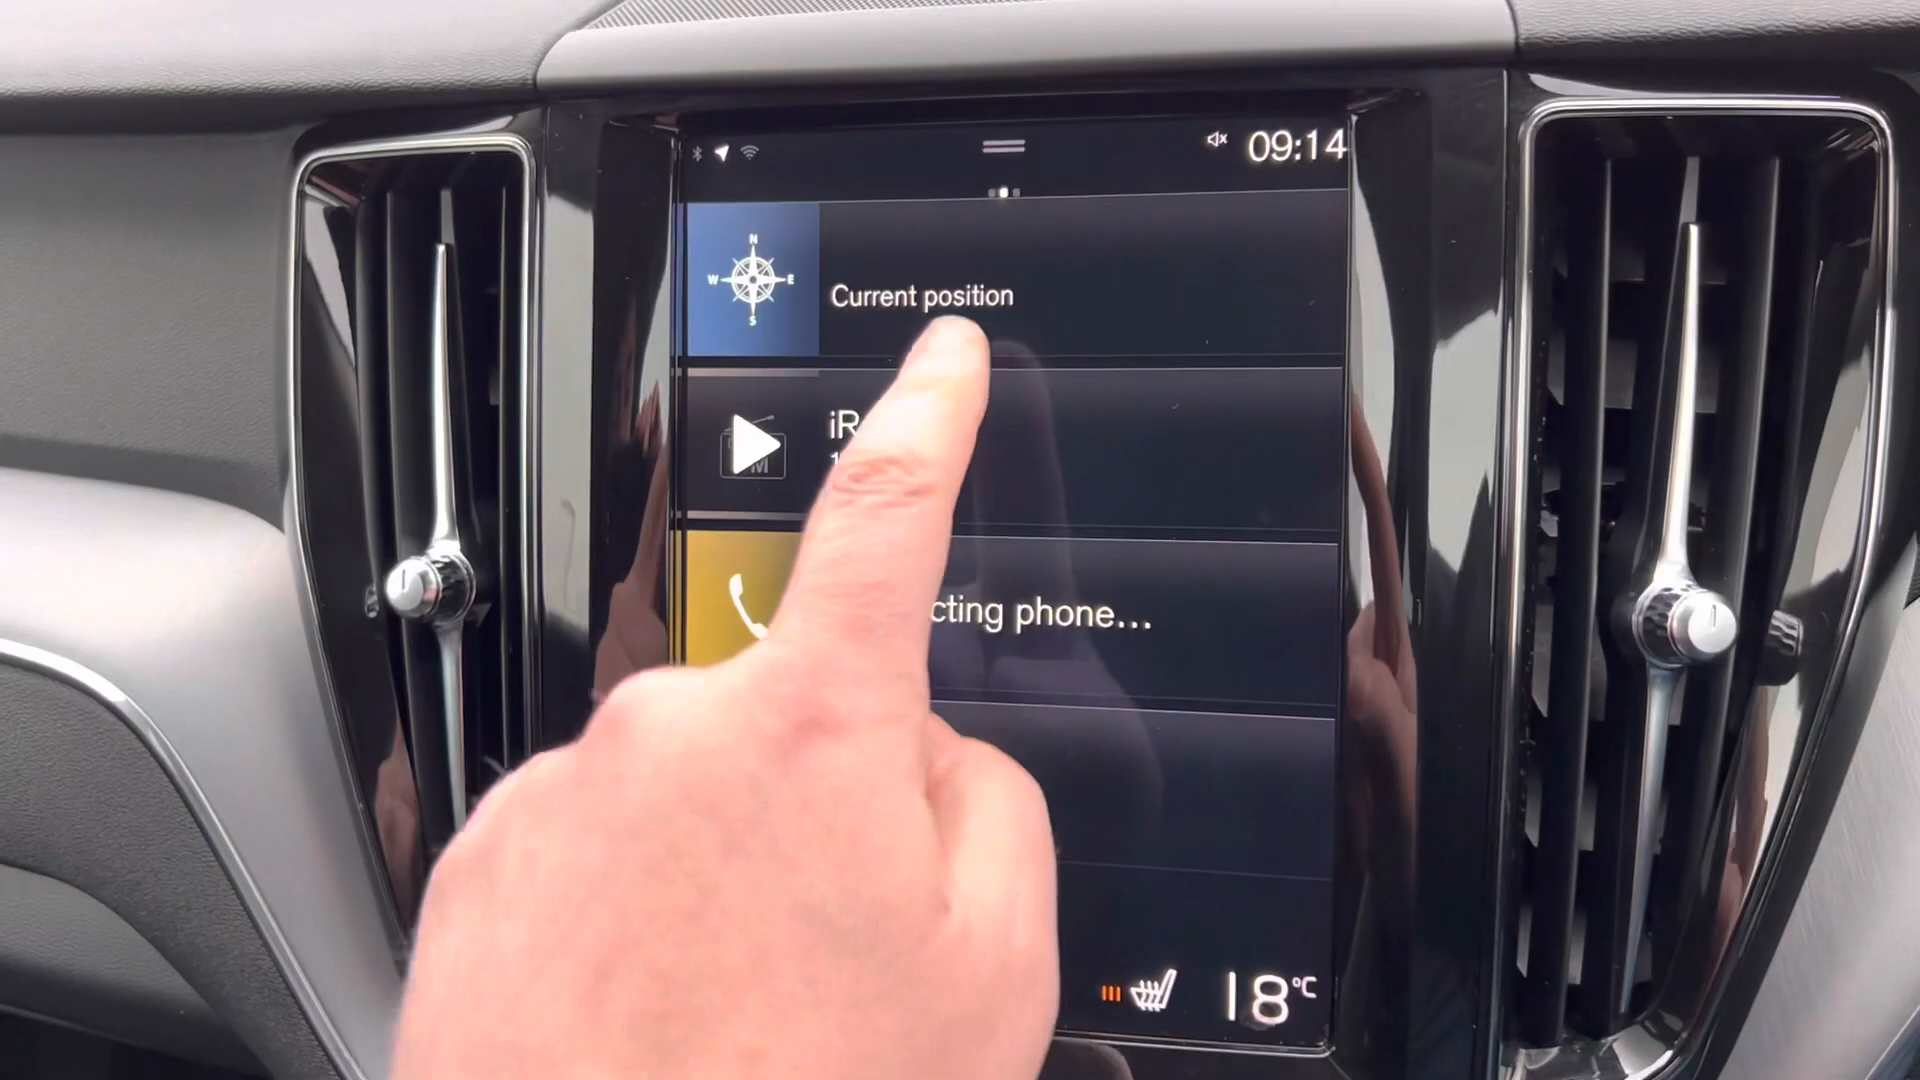 09:14
N
W E
S
Current position
iR
cting phone...
18°C